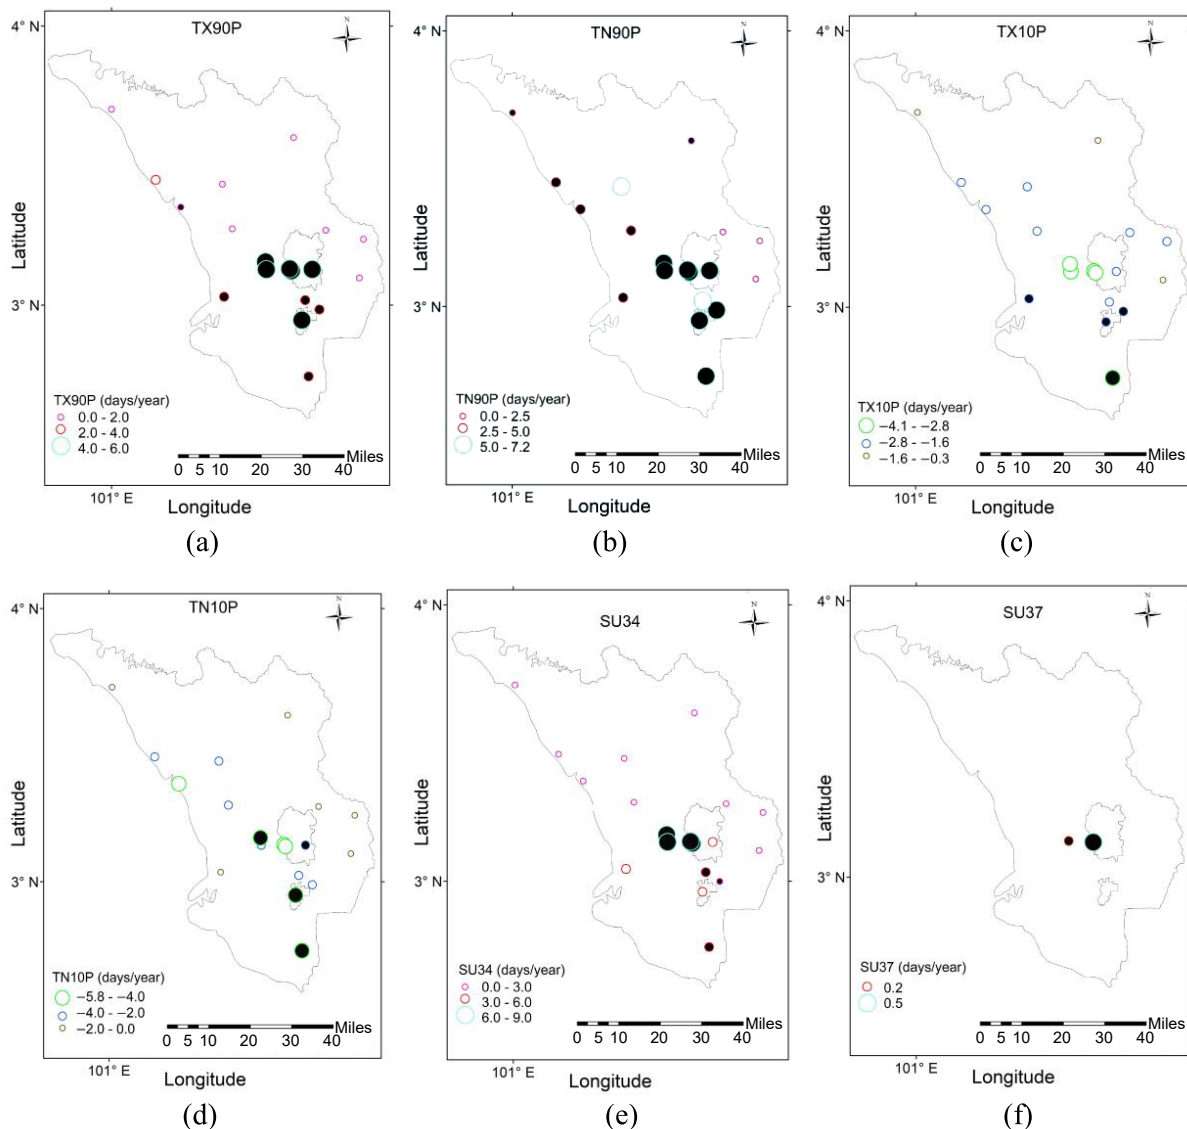 TX90P
N
4° N
3° N
Latitude
TX90P (days/year)
0.0 - 2.0
2.0 - 4.0
4.0 - 6.0
0 5 10 20 30 40 Miles
101° E
Longitude
(a)
TN90P
N
4° N
3° N
Latitude
TN90P (days/year)
0.0 - 2.5
2.5 - 5.0
5.0 - 7.2
0 5 10 20 30 40 Miles
101° E
Longitude
(b)
TX10P
N
4° N
3° N
Latitude
TX10P (days/year)
−4.1 - −2.8
−2.8 - −1.6
−1.6 - −0.3
0 5 10 20 30 40 Miles
101° E
Longitude
(c)
TN10P
N
4° N
3° N
Latitude
TN10P (days/year)
−5.8 - −4.0
−4.0 - −2.0
−2.0 - 0.0
0 5 10 20 30 40 Miles
101° E
Longitude
(d)
SU34
N
4° N
3° N
Latitude
SU34 (days/year)
0.0 - 3.0
3.0 - 6.0
6.0 - 9.0
0 5 10 20 30 40 Miles
101° E
Longitude
(e)
SU37
N
4° N
3° N
Latitude
SU37 (days/year)
0.2
0.5
0 5 10 20 30 40 Miles
101° E
Longitude
(f)